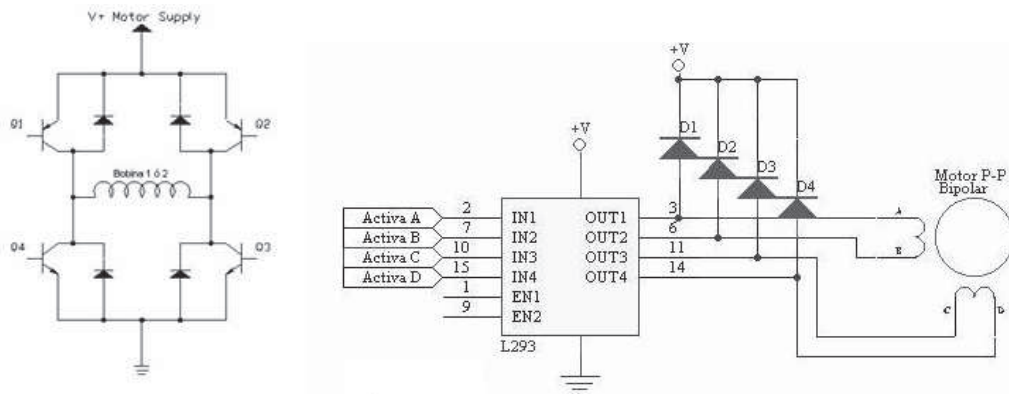 V+ Motor Supply
Q1
Q2
Bobina 1 ó 2
Q4
Q3
+V
+V
D1
D2
D3
D4
Motor P-P
Bipolar
Activa A
2
IN1
OUT1
3
A
Activa B
7
IN2
OUT2
6
B
Activa C
10
IN3
OUT3
11
Activa D
15
IN4
OUT4
14
1
EN1
9
EN2
C
D
L293